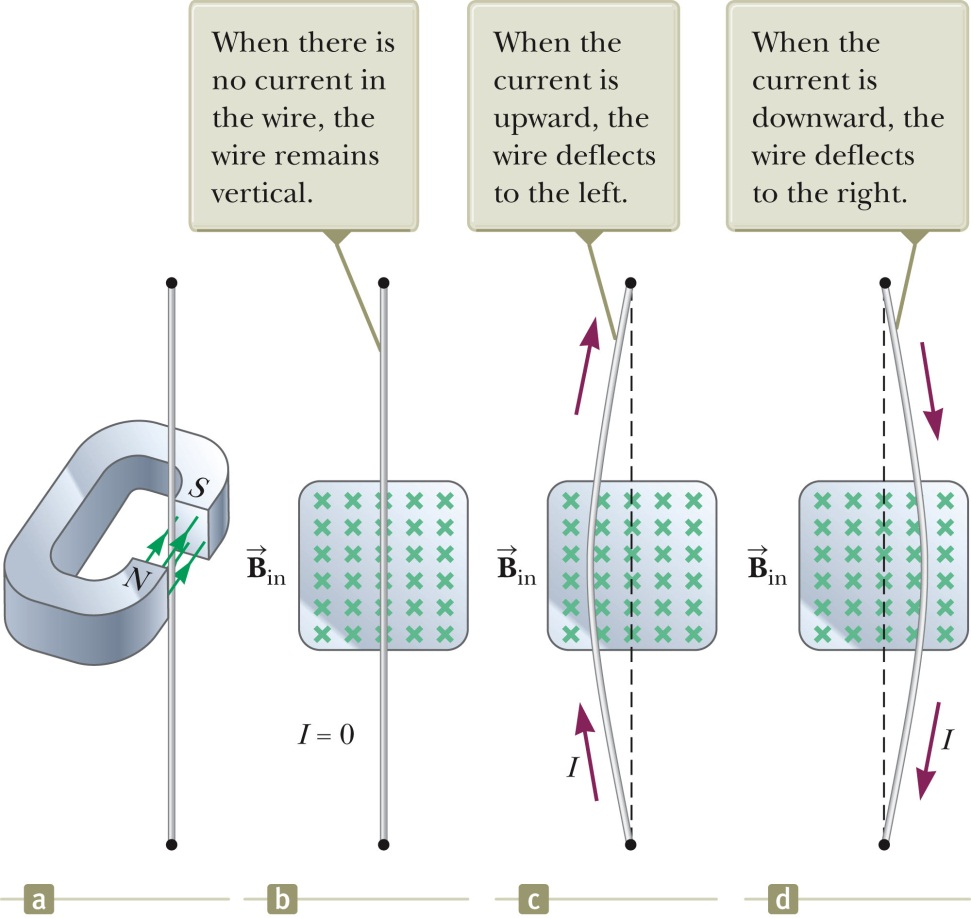 When there is
no current in
the wire, the
wire remains
vertical.
When the
current is
upward, the
wire deflects
to the left.
When the
current is
downward, the
wire deflects
to the right.
S
N
B⃗in
I = 0
B⃗in
I
B⃗in
I
a
b
c
d